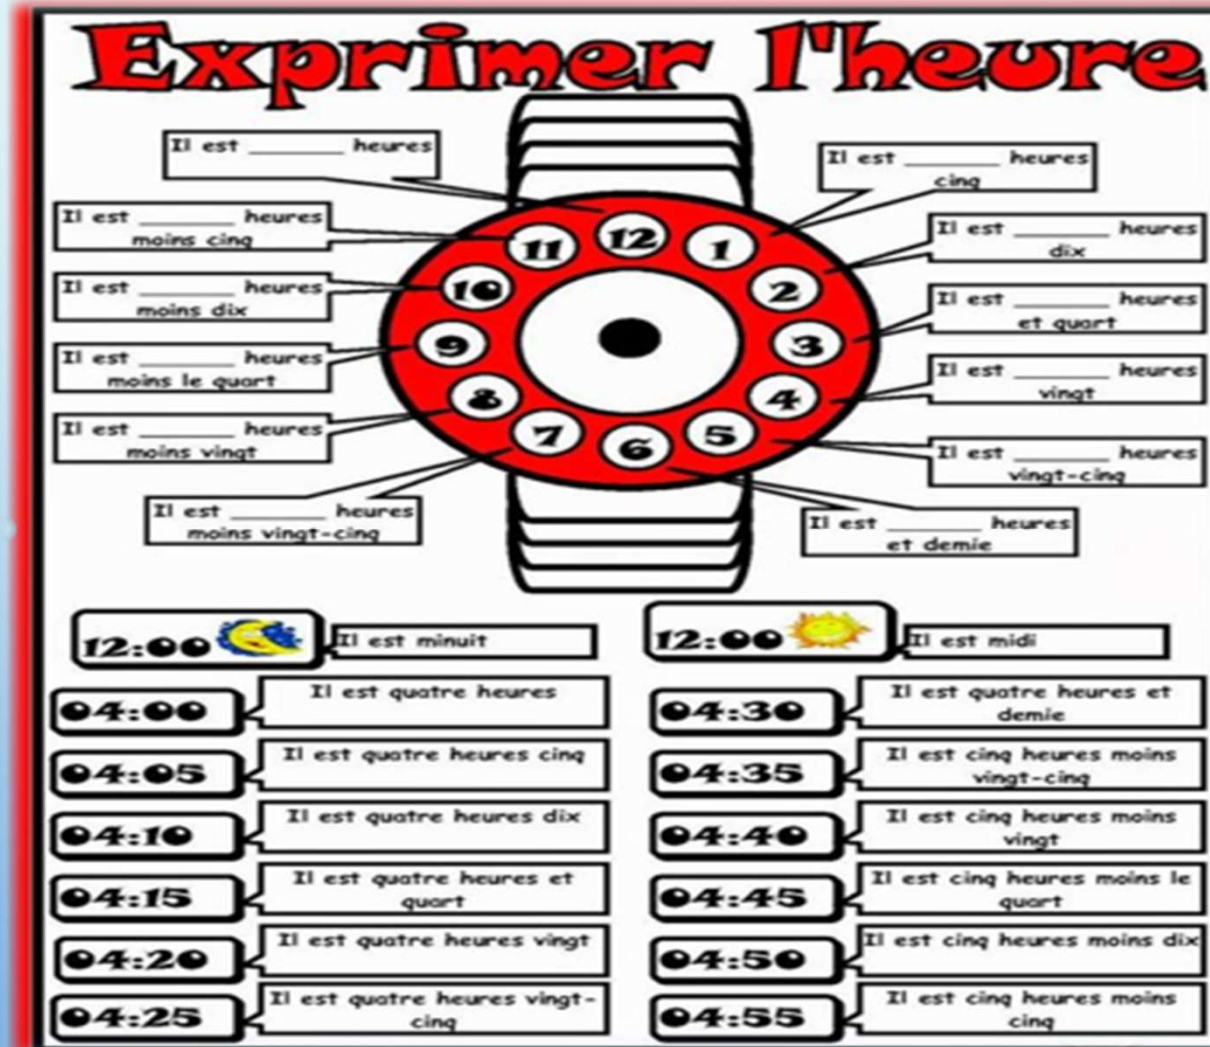 Exprimer l'heure
Il est _______ heures
Il est _______ heures
cinq
Il est _______ heures
moins cinq
Il est _______ heures
dix
Il est _______ heures
moins dix
Il est _______ heures
et quart
Il est _______ heures
moins le quart
Il est _______ heures
vingt
Il est _______ heures
moins vingt
Il est _______ heures
vingt-cinq
Il est _______ heures
moins vingt-cinq
Il est _______ heures
et demie
12
11
1
10
2
9
3
8
4
7
5
6
12:00
Il est minuit
12:00
Il est midi
04:00
Il est quatre heures
04:30
Il est quatre heures et
demie
04:05
Il est quatre heures cinq
04:35
Il est cinq heures moins
vingt-cinq
04:10
Il est quatre heures dix
04:40
Il est cinq heures moins
vingt
04:15
Il est quatre heures et
quart
04:45
Il est cinq heures moins le
quart
04:20
Il est quatre heures vingt
04:50
Il est cinq heures moins dix
04:25
Il est quatre heures vingt-
cinq
04:55
Il est cinq heures moins
cinq